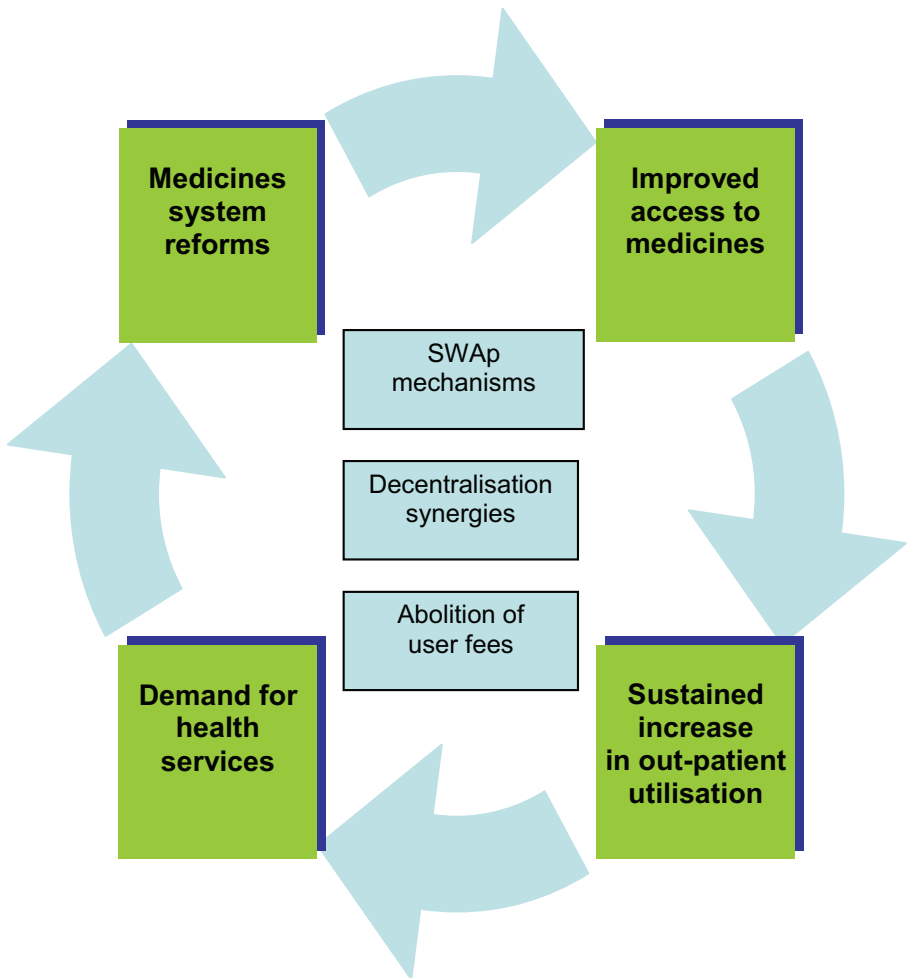 Medicines
system
reforms
Improved
access to
medicines
SWAp
mechanisms
Decentralisation
synergies
Abolition of
user fees
Demand for
health
services
Sustained
increase
in out-patient
utilisation